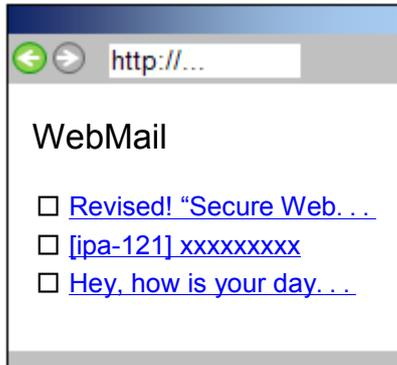 http://...
WebMail
Revised! “Secure Web. . .
[ipa-121] xxxxxxxxx
Hey, how is your day. . .